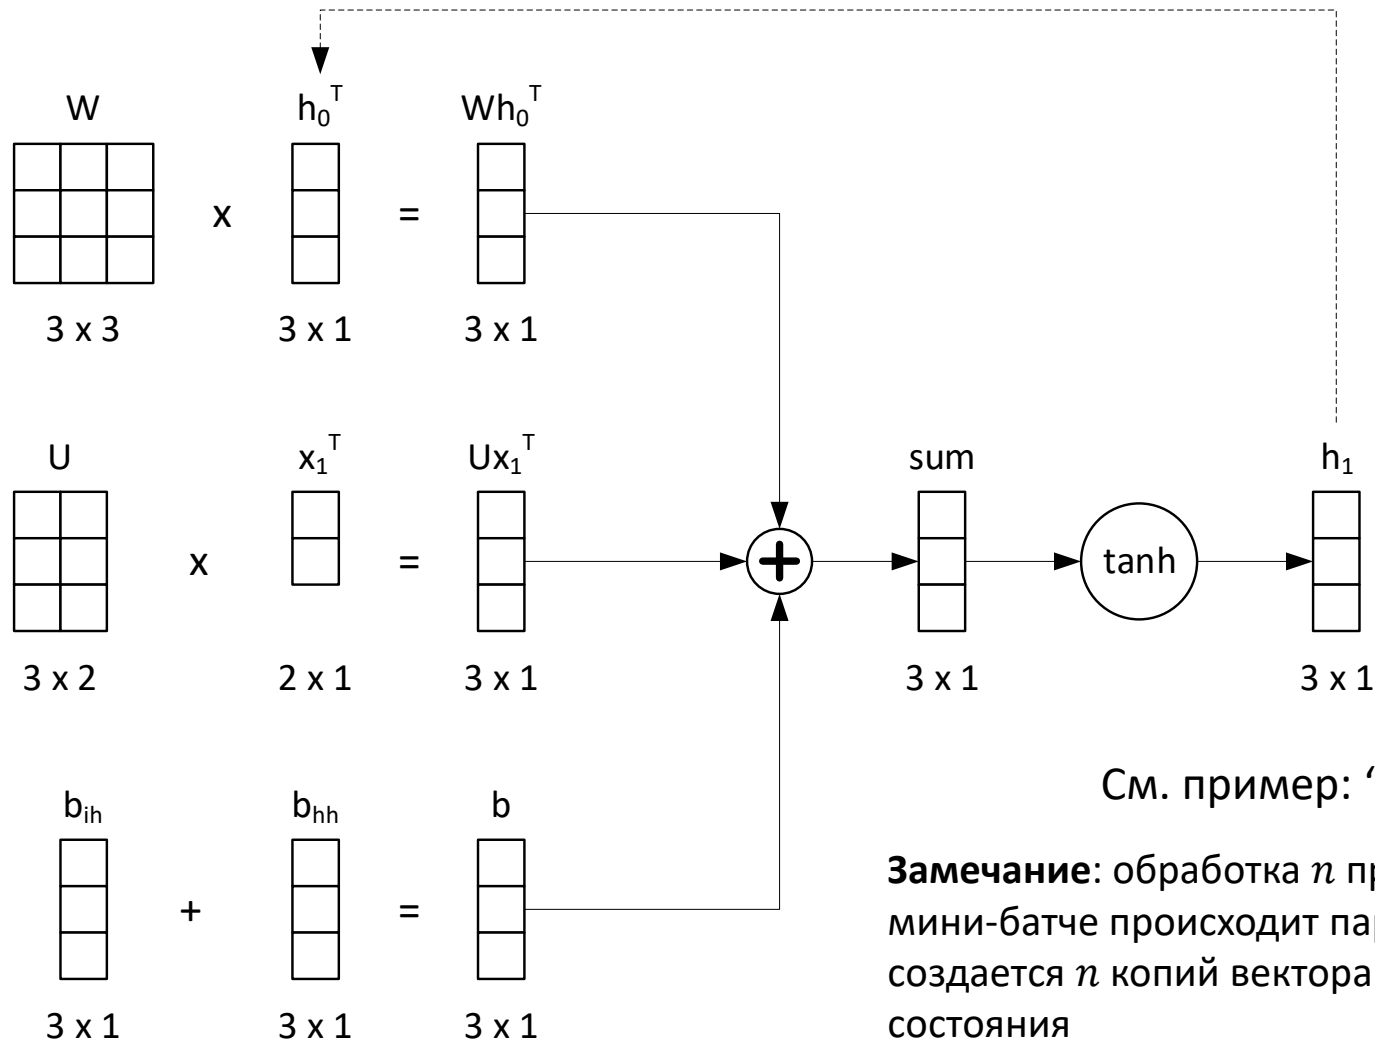 W h₀ᵀ Wh₀ᵀ
x =
3 x 3 3 x 1 3 x 1
U x₁ᵀ Ux₁ᵀ sum h₁
x = + tanh
3 x 2 2 x 1 3 x 1 3 x 1 3 x 1
b_ih b_hh b
+ =
3 x 1 3 x 1 3 x 1
См. пример: ‘
Замечание: обработка n
мини-батче происходит
создается n копий вектора
состояния